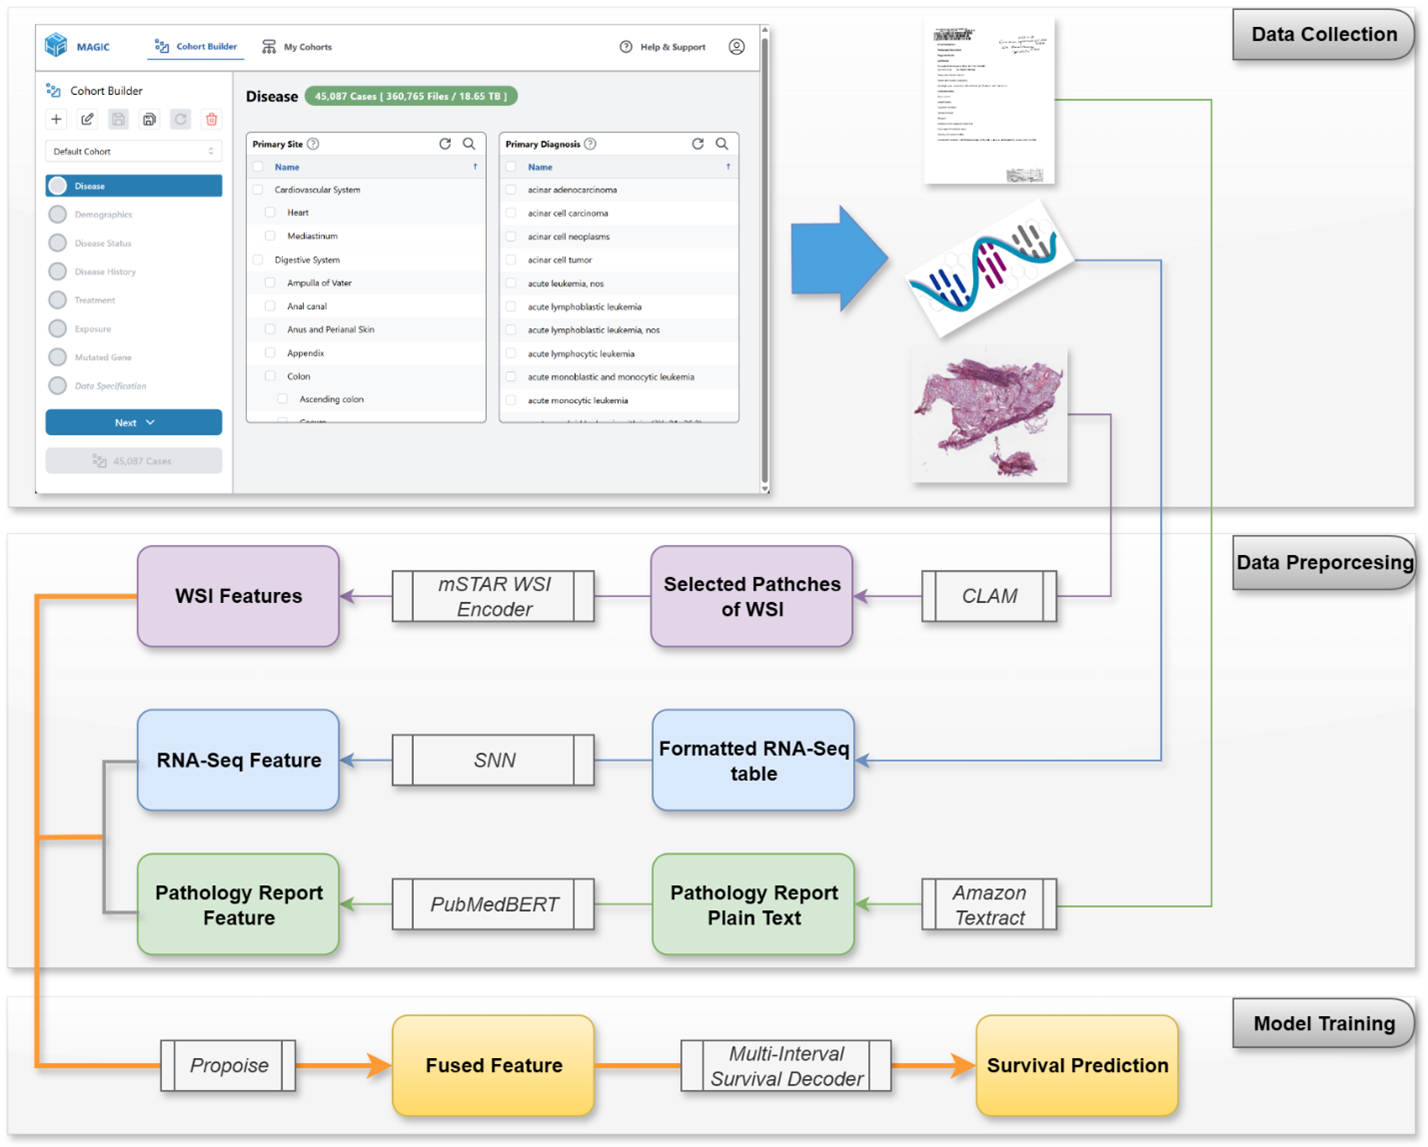 Data Collection
MAGIC
Cohort Builder
My Cohorts
Help & Support
Cohort Builder
Default Cohort
Disease
Demographics
Disease Status
Disease History
Treatment
Exposure
Mutated Gene
Data Specification
Next
45,087 Cases
Disease
45,087 Cases [ 360,765 Files / 18.65 TB ]
Primary Site
Name
Cardiovascular System
Heart
Mediastinum
Digestive System
Ampulla of Vater
Anal canal
Anus and Perianal Skin
Appendix
Colon
Ascending colon
Primary Diagnosis
Name
acinar adenocarcinoma
acinar cell carcinoma
acinar cell neoplasms
acinar cell tumor
acute leukemia, nos
acute lymphoblastic leukemia
acute lymphoblastic leukemia, nos
acute lymphocytic leukemia
acute monoblastic and monocytic leukemia
acute monocytic leukemia
Data Preporcesing
WSI Features
mSTAR WSI
Encoder
Selected Pathches
of WSI
CLAM
RNA-Seq Feature
SNN
Formatted RNA-Seq
table
Pathology Report
Feature
PubMedBERT
Pathology Report
Plain Text
Amazon
Textract
Model Training
Propoise
Fused Feature
Multi-Interval
Survival Decoder
Survival Prediction